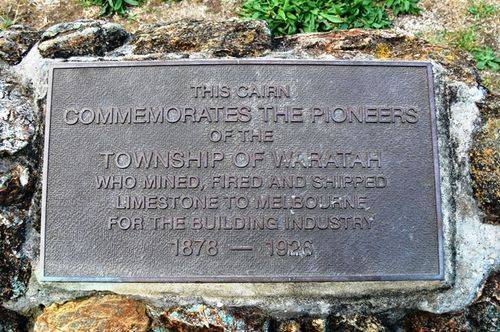 THIS CAIRN
COMMEMORATES THE PIONEERS
OF THE
TOWNSHIP OF WARATAH
WHO MINED, FIRED AND SHIPPED
LIMESTONE TO MELBOURNE
FOR THE BUILDING INDUSTRY
1878 — 1926